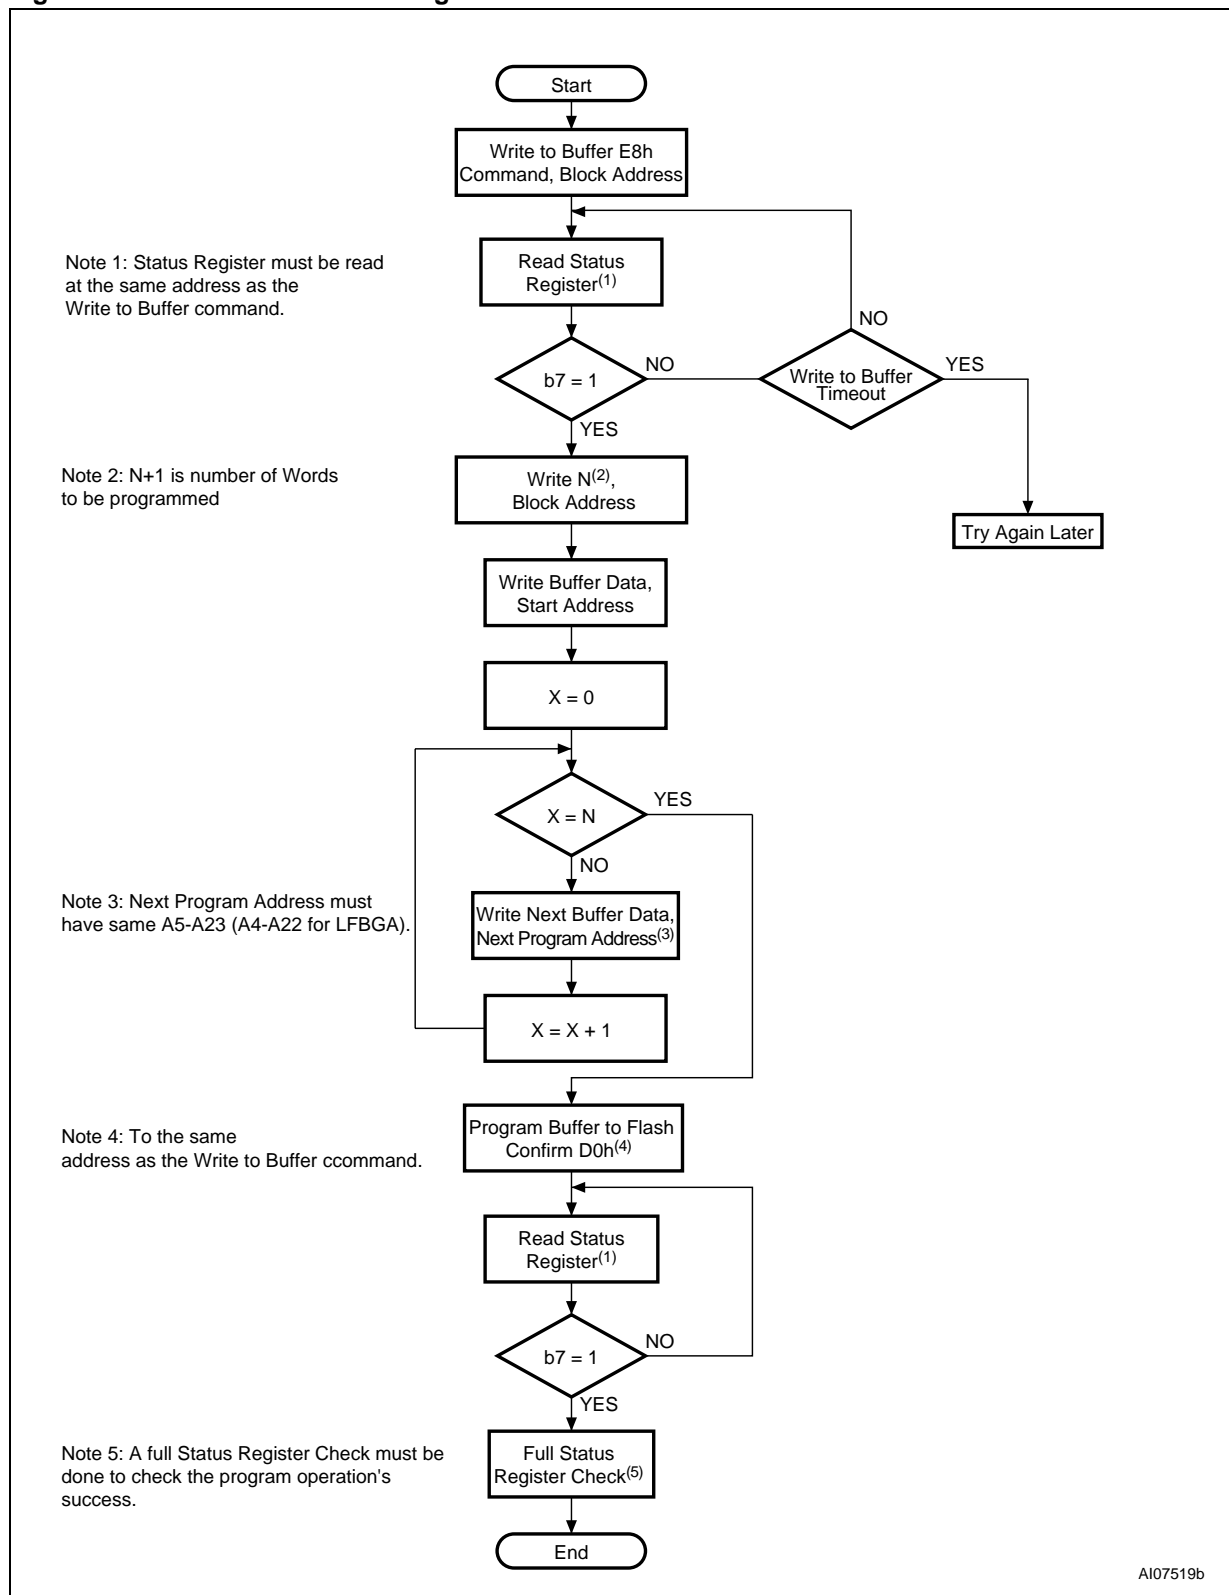 Start
Write to Buffer E8h
Command, Block Address
Note 1: Status Register must be read
at the same address as the
Write to Buffer command.
Read Status
Register(1)
NO
b7 = 1
NO
Write to Buffer
Timeout
YES
YES
Note 2: N+1 is number of Words
to be programmed
Write N(2),
Block Address
Try Again Later
Write Buffer Data,
Start Address
X = 0
X = N
YES
NO
Note 3: Next Program Address must
have same A5-A23 (A4-A22 for LFBGA).
Write Next Buffer Data,
Next Program Address(3)
X = X + 1
Note 4: To the same
address as the Write to Buffer ccommand.
Program Buffer to Flash
Confirm D0h(4)
Read Status
Register(1)
b7 = 1
NO
YES
Note 5: A full Status Register Check must be
done to check the program operation's
success.
Full Status
Register Check(5)
End
AI07519b